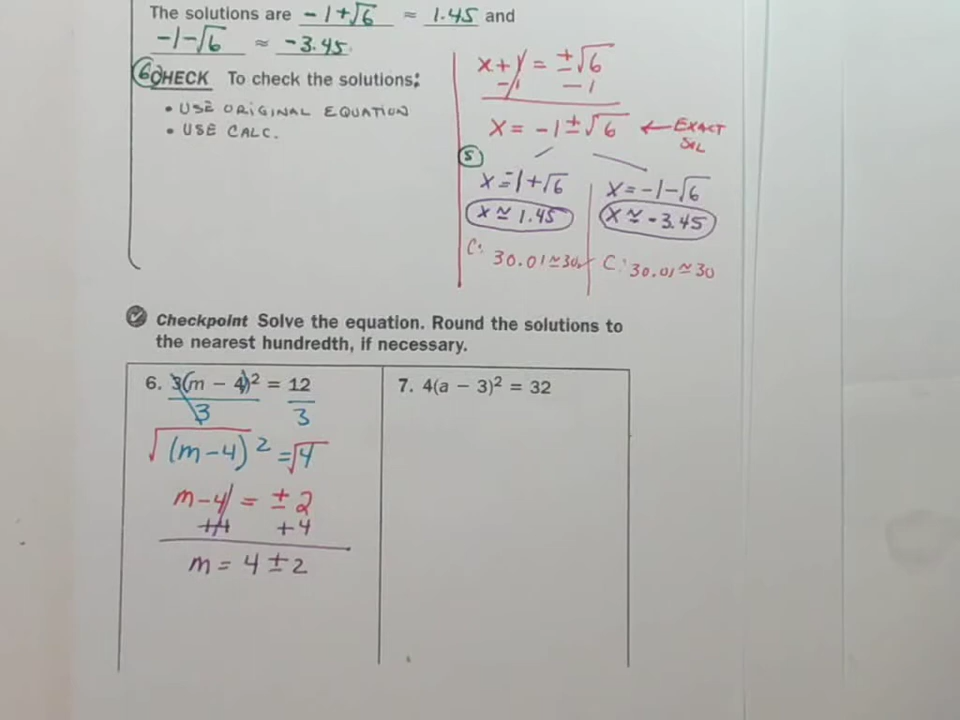 The solutions are -1+√6 ≈ 1.45 and
-1-√6 ≈ -3.45.
6 CHECK To check the solutions:
• USE ORIGINAL EQUATION
• USE CALC.
x+1 = ±√6
-1 -1
x = -1±√6 ← EXACT SOL
5
x=-1+√6
x ≈ 1.45
C: 30.01≈30
x=-1-√6
x ≈ -3.45
C: 30.01≈30
Checkpoint Solve the equation. Round the solutions to
the nearest hundredth, if necessary.
6. 3(m - 4)² = 12
3 3
√(m-4)² = √4
m-4 = ±2
+4 +4
m = 4 ±2
7. 4(a - 3)² = 32